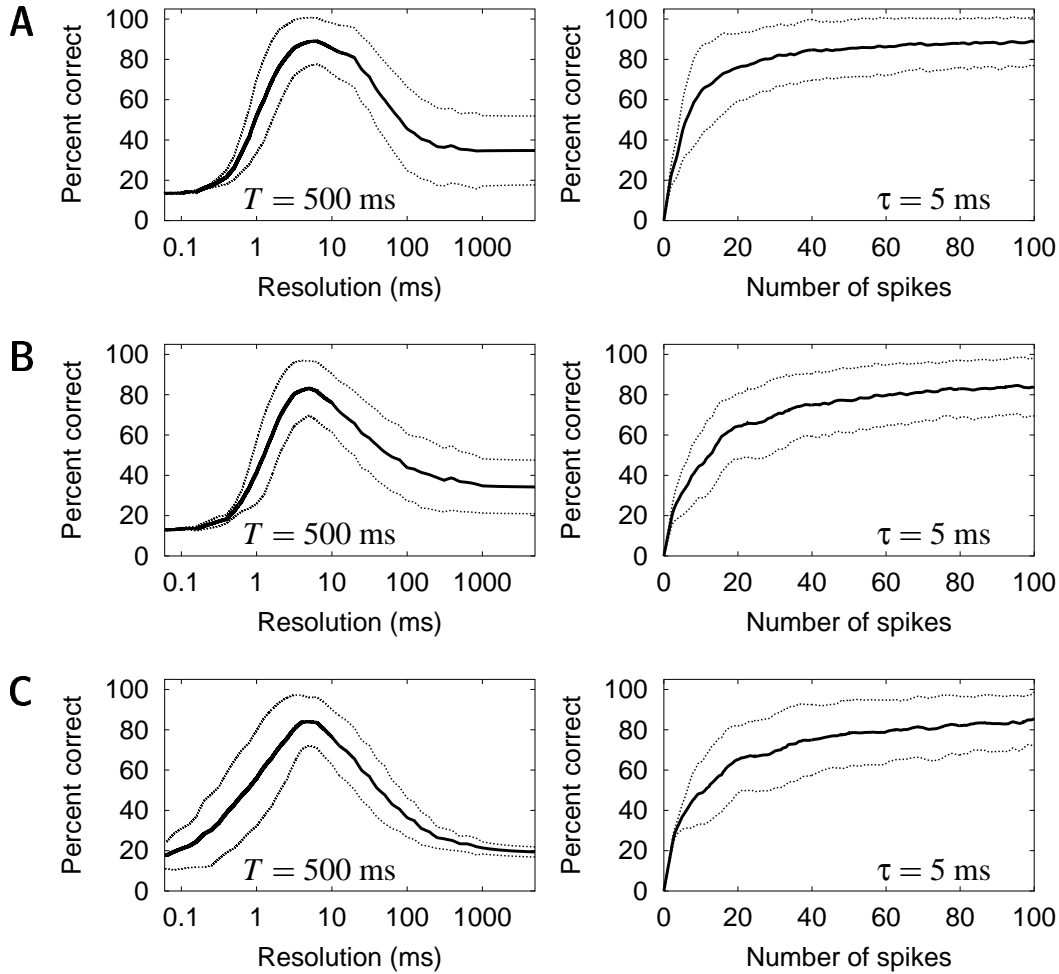 A
Percent correct
100
80
60
40
20
0
T = 500 ms
0.1 1 10 100 1000
Resolution (ms)
Percent correct
100
80
60
40
20
0
τ = 5 ms
0 20 40 60 80 100
Number of spikes
B
Percent correct
100
80
60
40
20
0
T = 500 ms
0.1 1 10 100 1000
Resolution (ms)
Percent correct
100
80
60
40
20
0
τ = 5 ms
0 20 40 60 80 100
Number of spikes
C
Percent correct
100
80
60
40
20
0
T = 500 ms
0.1 1 10 100 1000
Resolution (ms)
Percent correct
100
80
60
40
20
0
τ = 5 ms
0 20 40 60 80 100
Number of spikes